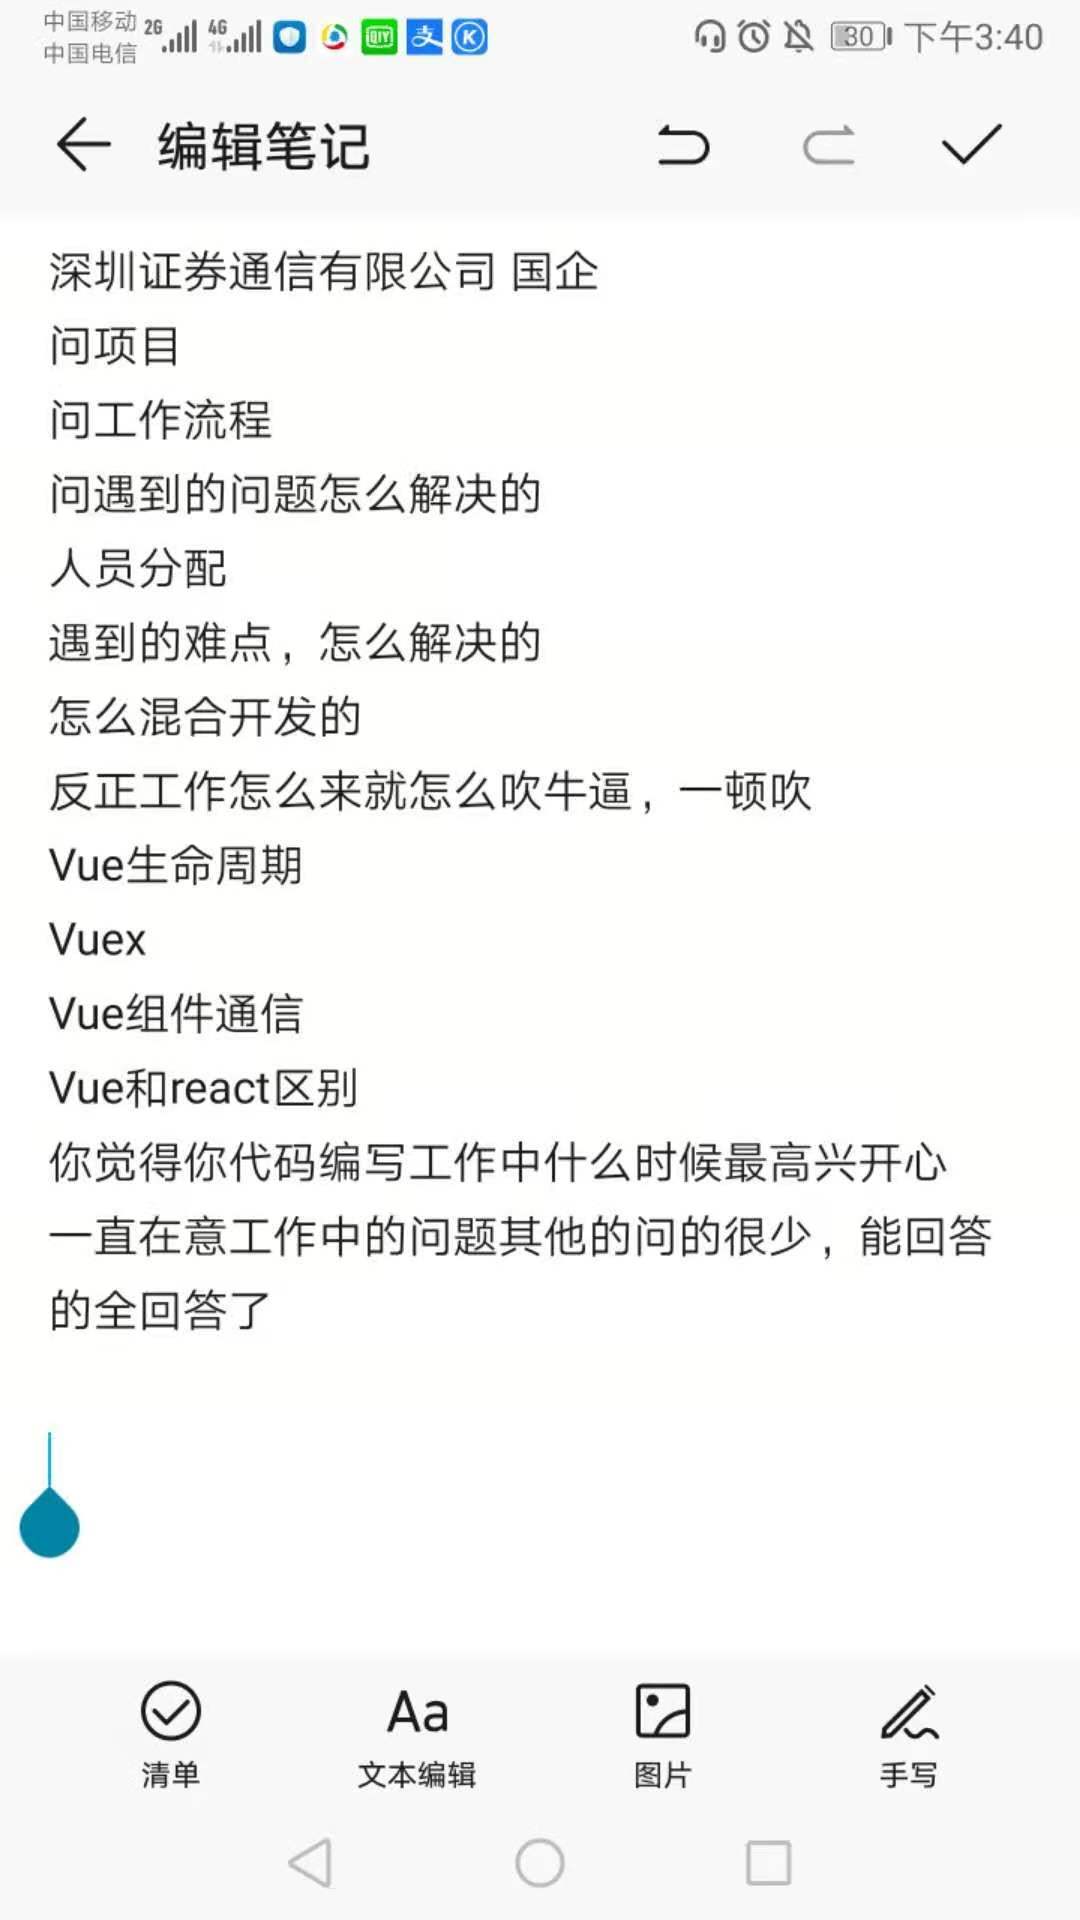 中国移动 2G 4G 30 下午3:40
中国电信
编辑笔记
深圳证券通信有限公司 国企
问项目
问工作流程
问遇到的问题怎么解决的
人员分配
遇到的难点，怎么解决的
怎么混合开发的
反正工作怎么来就怎么吹牛逼，一顿吹
Vue生命周期
Vuex
Vue组件通信
Vue和react区别
你觉得你代码编写工作中什么时候最高兴开心
一直在意工作中的问题其他的问的很少，能回答
的全回答了
Aa
清单 文本编辑 图片 手写